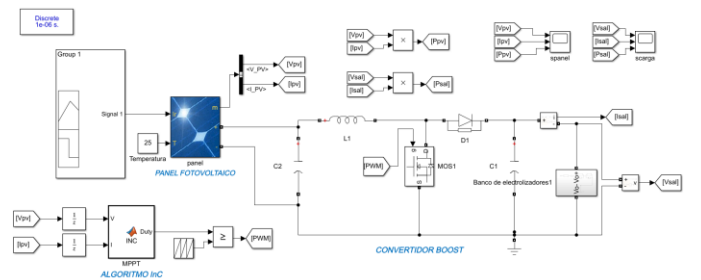 Discrete
1e-06 s.
Group 1
Signal 1
25
Temperatura
panel
PANEL FOTOVOLTAICO
<V_PV>
<I_PV>
[Vpv]
[Ipv]
[Vpv]
[Ipv]
×
[Ppv]
[Vsal]
[Isal]
×
[Psal]
[Vpv]
[Ipv]
[Ppv]
spanel
[Vsal]
[Isal]
[Psal]
scarga
L1
C2
[PWM]
MOS1
D1
C1
[Isal]
Banco de electrolizadores1
Vo- Vo+
[Vsal]
[Vpv]
[Ipv]
V
I
INC
Duty
MPPT
ALGORITMO InC
[PWM]
CONVERTIDOR BOOST